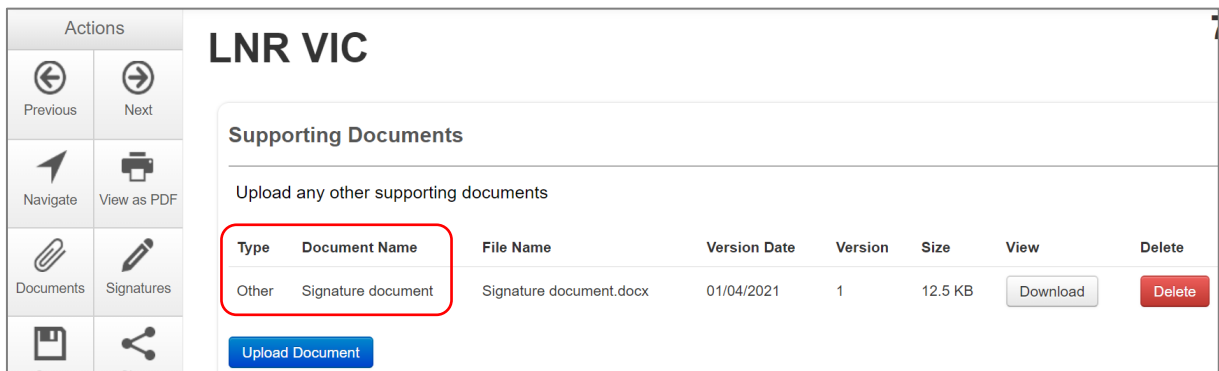 Actions
Previous
Next
Navigate
View as PDF
Documents
Signatures
LNR VIC
Supporting Documents
Upload any other supporting documents
Type Document Name File Name Version Date Version Size View Delete
Other Signature document Signature document.docx 01/04/2021 1 12.5 KB Download Delete
Upload Document